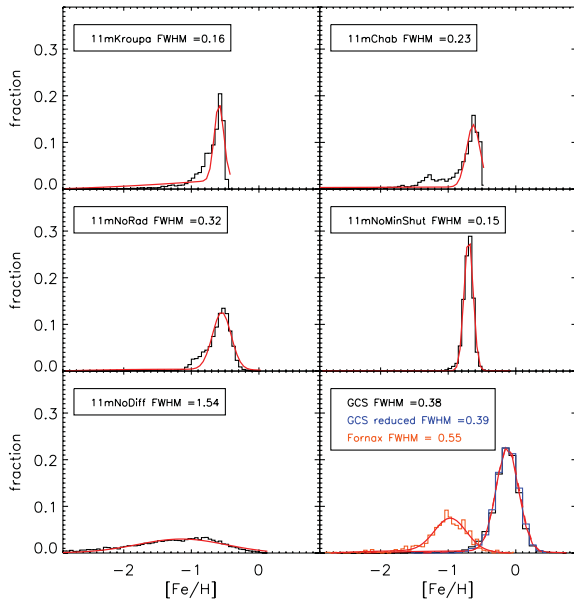 0.3
11mKroupa FWHM =0.16
11mChab FWHM =0.23
fraction
0.2
0.1
0.0
0.3
11mNoRad FWHM =0.32
11mNoMinShut FWHM =0.15
fraction
0.2
0.1
0.0
0.3
11mNoDiff FWHM =1.54
GCS FWHM =0.38
GCS reduced FWHM =0.39
Fornax FWHM = 0.55
fraction
0.2
0.1
0.0
−2 −1 0
−2 −1 0
[Fe/H]
[Fe/H]